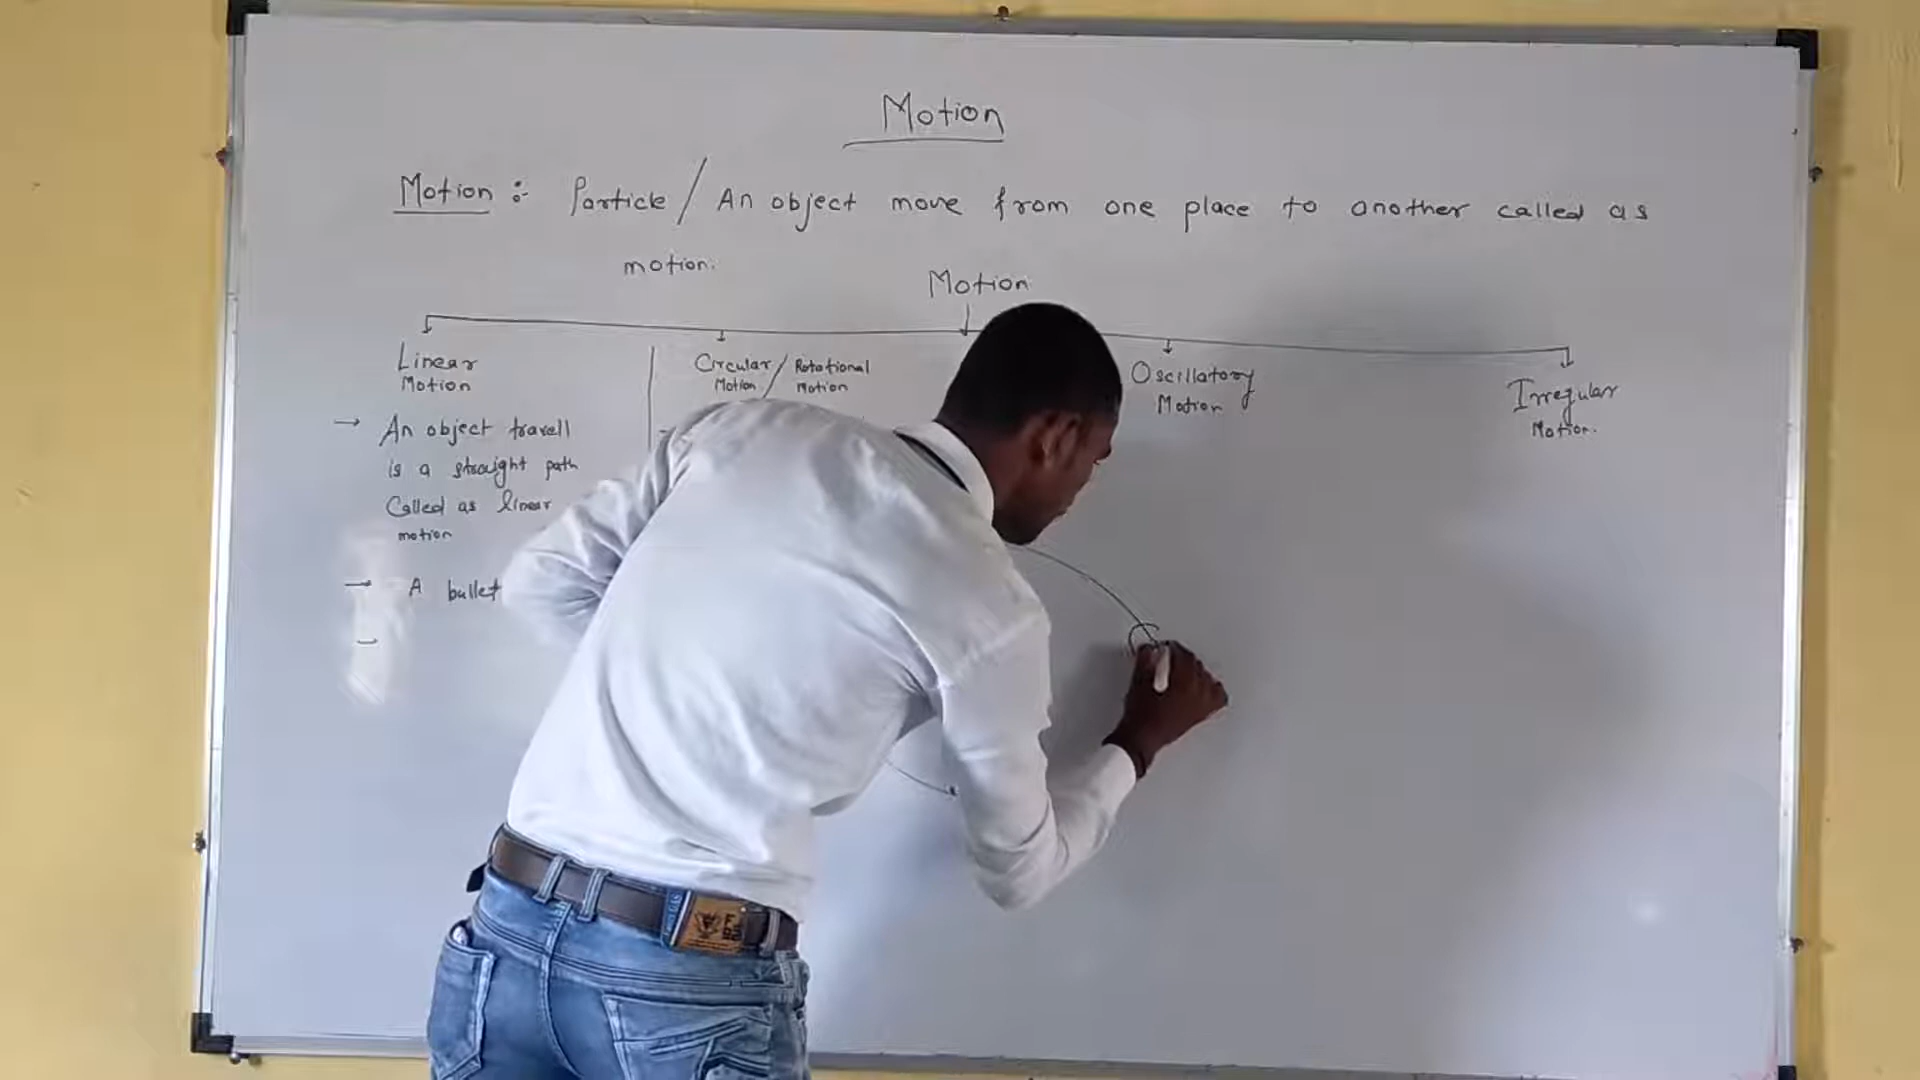 Motion
Motion :- Particle / An object move from one place to another called as
motion.
Motion
Linear
Motion
Circular / Rotational
Motion / Motion
Oscillatory
Motion
Irregular
Motion.
→ An object travell
is a straight path
Called as linear
motion
→ A bullet